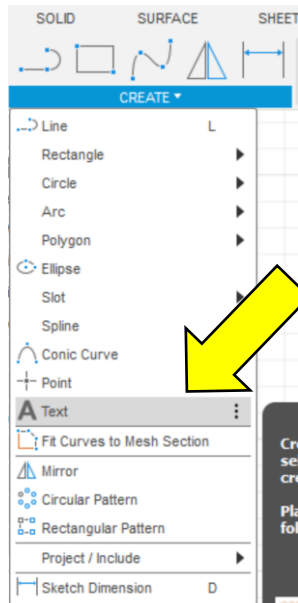 SOLID SURFACE SHEET
CREATE
Line L
Rectangle
Circle
Arc
Polygon
Ellipse
Slot
Spline
Conic Curve
Point
A Text
Fit Curves to Mesh Section
Mirror
Circular Pattern
Rectangular Pattern
Project / Include
Sketch Dimension D